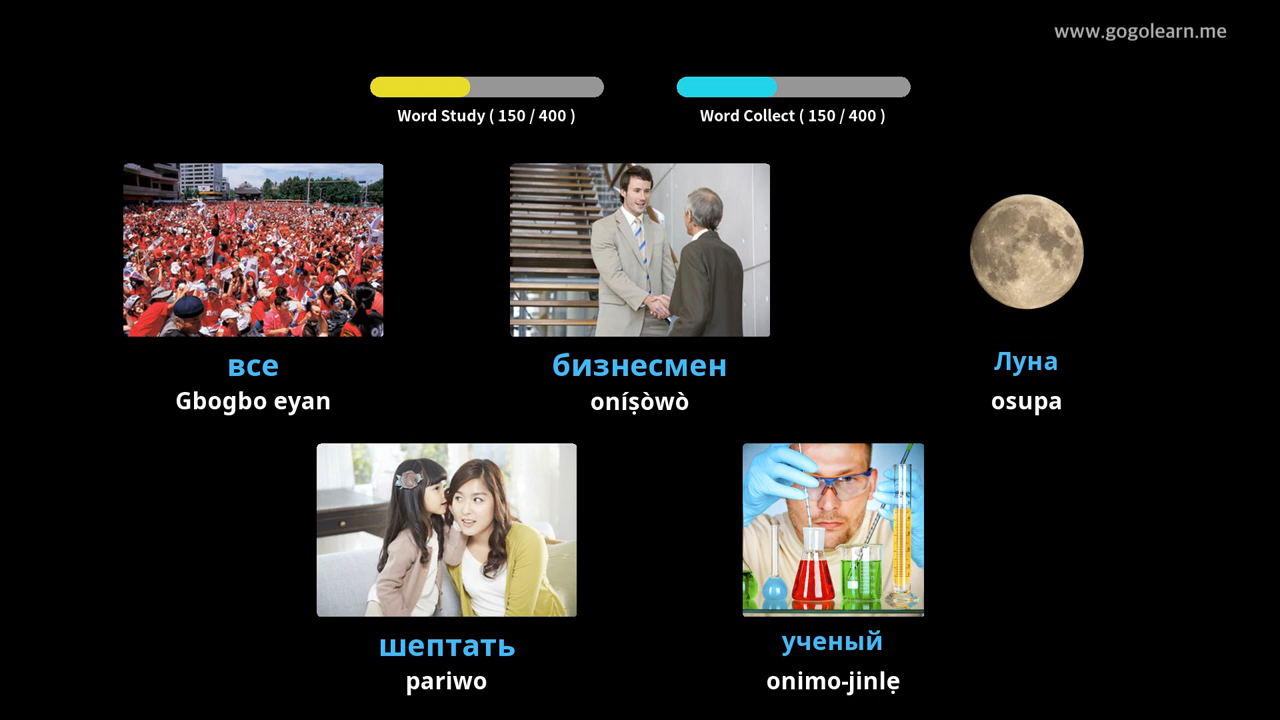 www.gogolearn.me
Word Study ( 150 / 400 )
Word Collect ( 150 / 400 )
все
Gbogbo eyan
бизнесмен
oníṣòwò
Луна
osupa
шептать
pariwo
ученый
onimo-jinlẹ